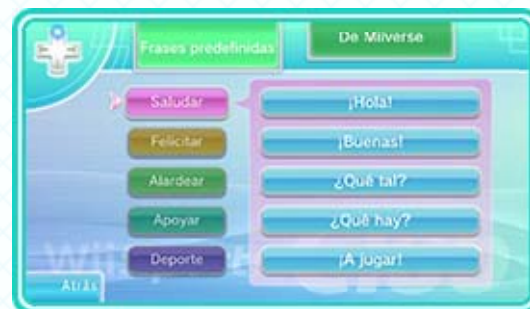 Frases predefinidas
De Miiverse
Saludar
¡Hola!
Felicitar
¡Buenas!
Alardear
¿Qué tal?
Apoyar
¿Qué hay?
Deporte
¡A jugar!
Atrás